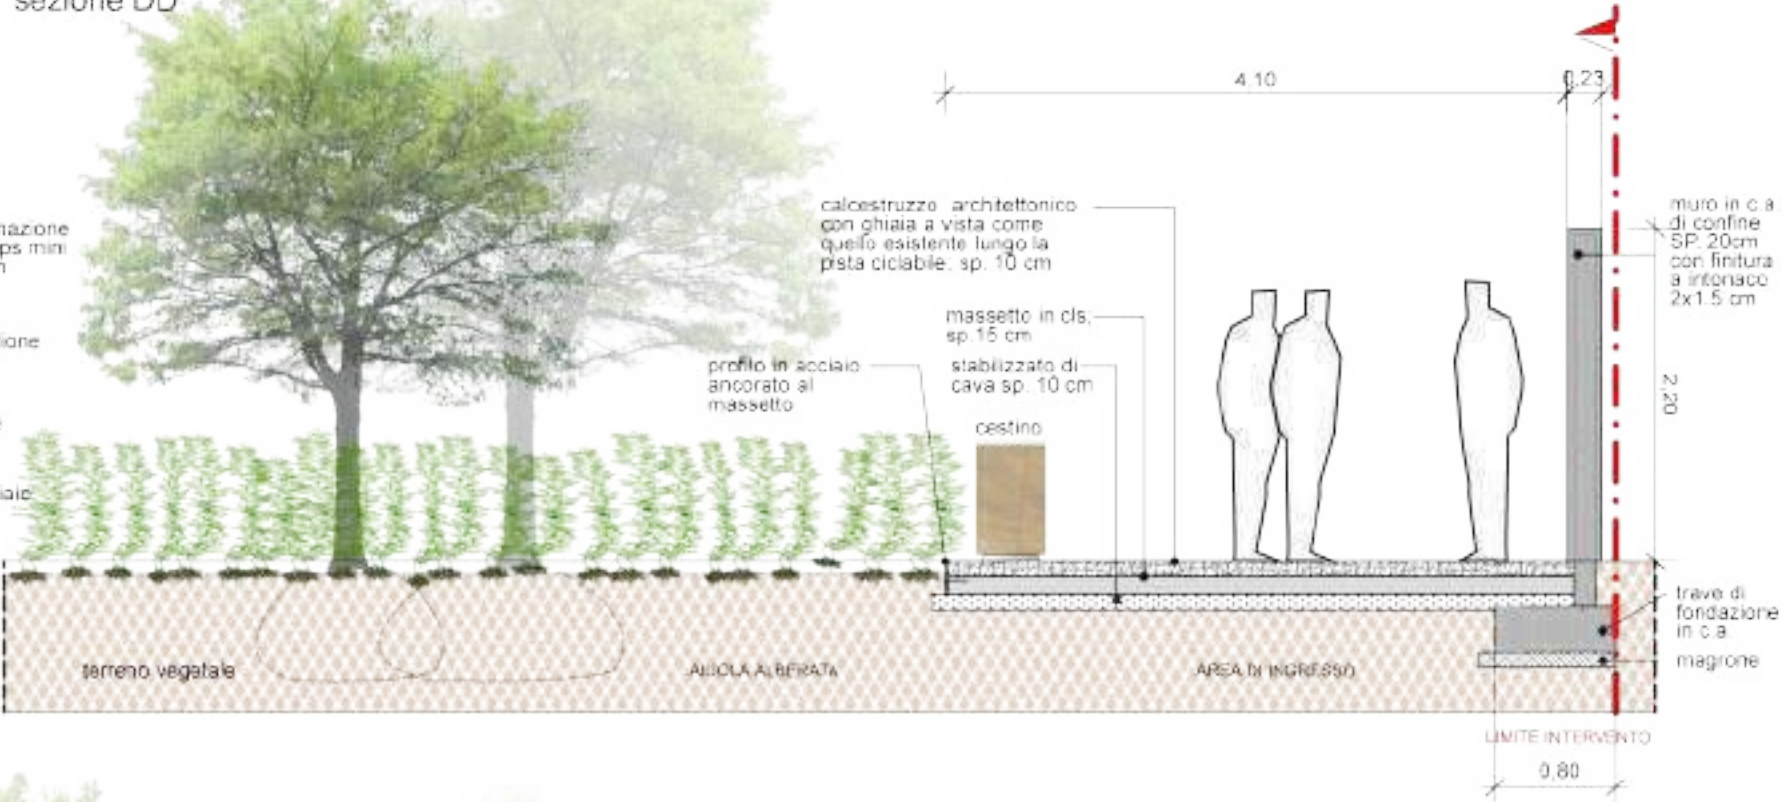 sezione DD
4,10
0,23
calcestruzzo architettonico
con ghiaia a vista come
quello esistente lungo la
pista ciclabile, sp. 10 cm
muro in c.a.
di confine
SP. 20cm
con finitura
a intonaco
2x1.5 cm
massetto in cls,
sp.15 cm
profilo in acciaio
ancorato al
massetto
stabilizzato di
cava sp. 10 cm
cestino
2,20
trave di
fondazione
in c.a.
magrone
terreno vegetale
AIUOLA ALBERATA
AREA DI INGRESSO
LIMITE INTERVENTO
0,80